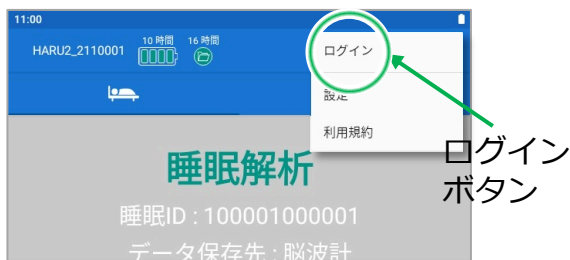 11:00
HARU2_2110001
10 時間
16 時間
ログイン
設定
利用規約
睡眠解析
睡眠ID : 100001000001
データ保存先 : 脳波計
ログイン
ボタン